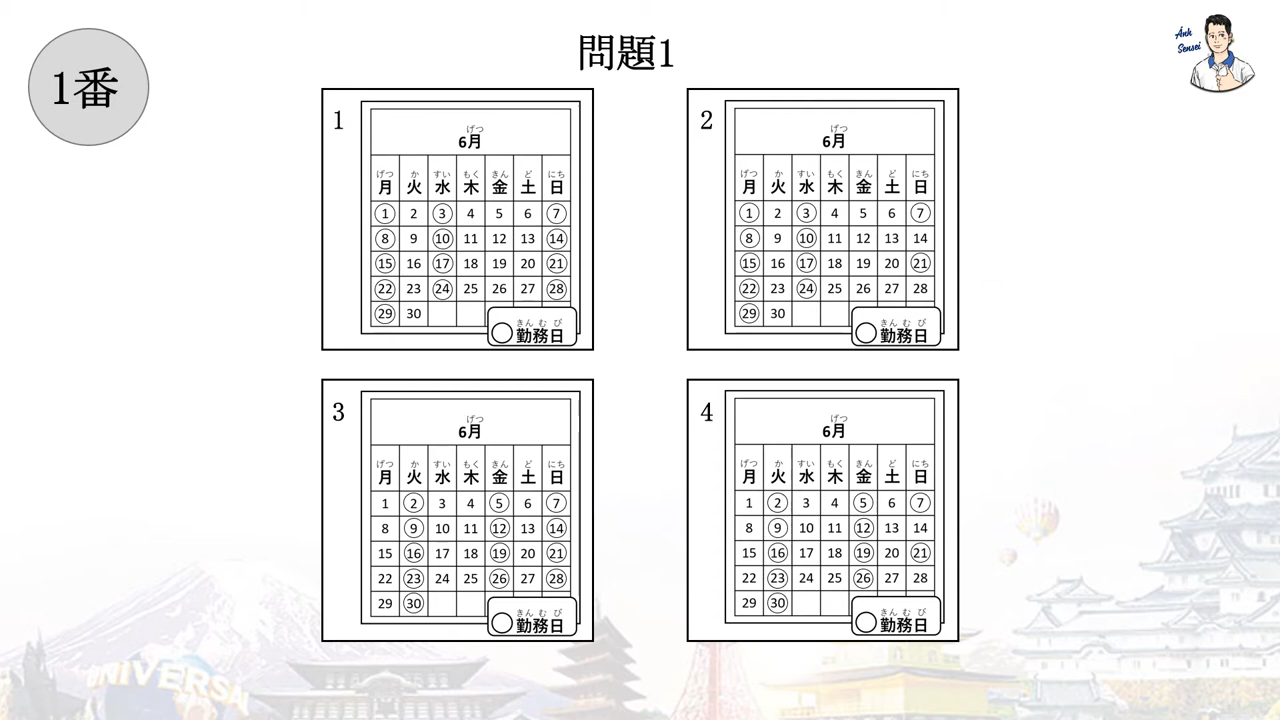 問題1
1番
Ánh
Sensei
1
げつ
6月
げつ か すい もく きん ど にち
月 火 水 木 金 土 日
1 2 3 4 5 6 7
8 9 10 11 12 13 14
15 16 17 18 19 20 21
22 23 24 25 26 27 28
29 30
きん む び
勤務日
2
げつ
6月
げつ か すい もく きん ど にち
月 火 水 木 金 土 日
1 2 3 4 5 6 7
8 9 10 11 12 13 14
15 16 17 18 19 20 21
22 23 24 25 26 27 28
29 30
きん む び
勤務日
3
げつ
6月
げつ か すい もく きん ど にち
月 火 水 木 金 土 日
1 2 3 4 5 6 7
8 9 10 11 12 13 14
15 16 17 18 19 20 21
22 23 24 25 26 27 28
29 30
きん む び
勤務日
4
げつ
6月
げつ か すい もく きん ど にち
月 火 水 木 金 土 日
1 2 3 4 5 6 7
8 9 10 11 12 13 14
15 16 17 18 19 20 21
22 23 24 25 26 27 28
29 30
きん む び
勤務日
UNIVERSAL